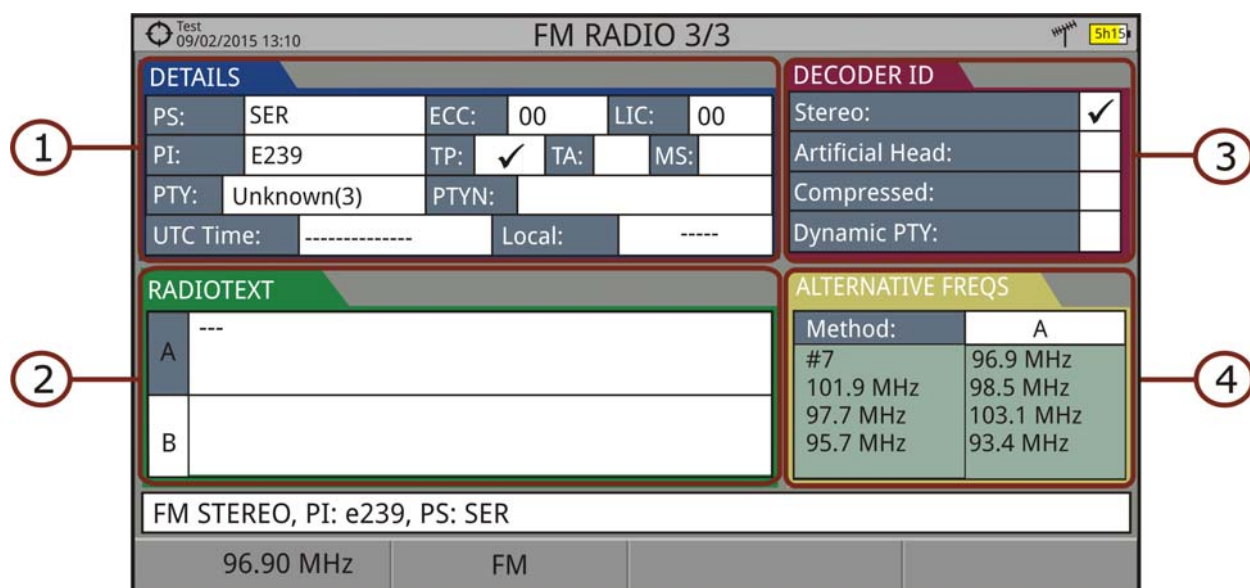 Test
09/02/2015 13:10
FM RADIO 3/3
5h15
1
DETAILS
PS: SER ECC: 00 LIC: 00
PI: E239 TP: ✓ TA: MS:
PTY: Unknown(3) PTYN:
UTC Time: -------------- Local: -----
3
DECODER ID
Stereo: ✓
Artificial Head:
Compressed:
Dynamic PTY:
2
RADIOTEXT
A ---
B
4
ALTERNATIVE FREQS
Method: A
#7 96.9 MHz
101.9 MHz 98.5 MHz
97.7 MHz 103.1 MHz
95.7 MHz 93.4 MHz
FM STEREO, PI: e239, PS: SER
96.90 MHz FM